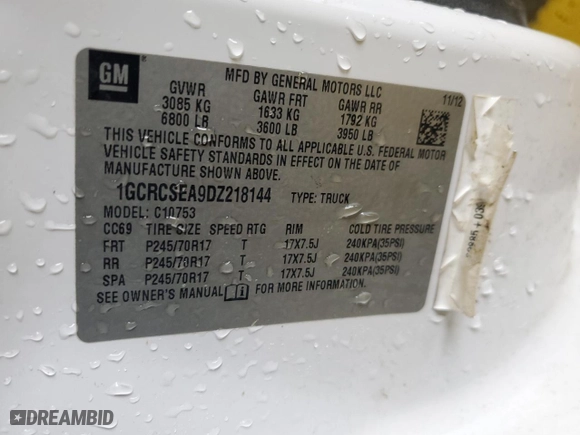 GM
MFD BY GENERAL MOTORS LLC
11/12
GVWR GAWR FRT GAWR RR
3085 KG 1633 KG 1792 KG
6800 LB 3600 LB 3950 LB
THIS VEHICLE CONFORMS TO ALL APPLICABLE U.S. FEDERAL MOTOR
VEHICLE SAFETY STANDARDS IN EFFECT ON THE DATE OF
MANUFACTURE SHOWN ABOVE.
1GCRCSEA9DZ218144 TYPE: TRUCK
MODEL: C10753
CC69 TIRE SIZE SPEED RTG RIM COLD TIRE PRESSURE
FRT P245/70R17 T 17X7.5J 240KPA(35PSI)
RR P245/70R17 T 17X7.5J 240KPA(35PSI)
SPA P245/70R17 T 17X7.5J 240KPA(35PSI)
SEE OWNER'S MANUAL FOR MORE INFORMATION.
DREAMBID